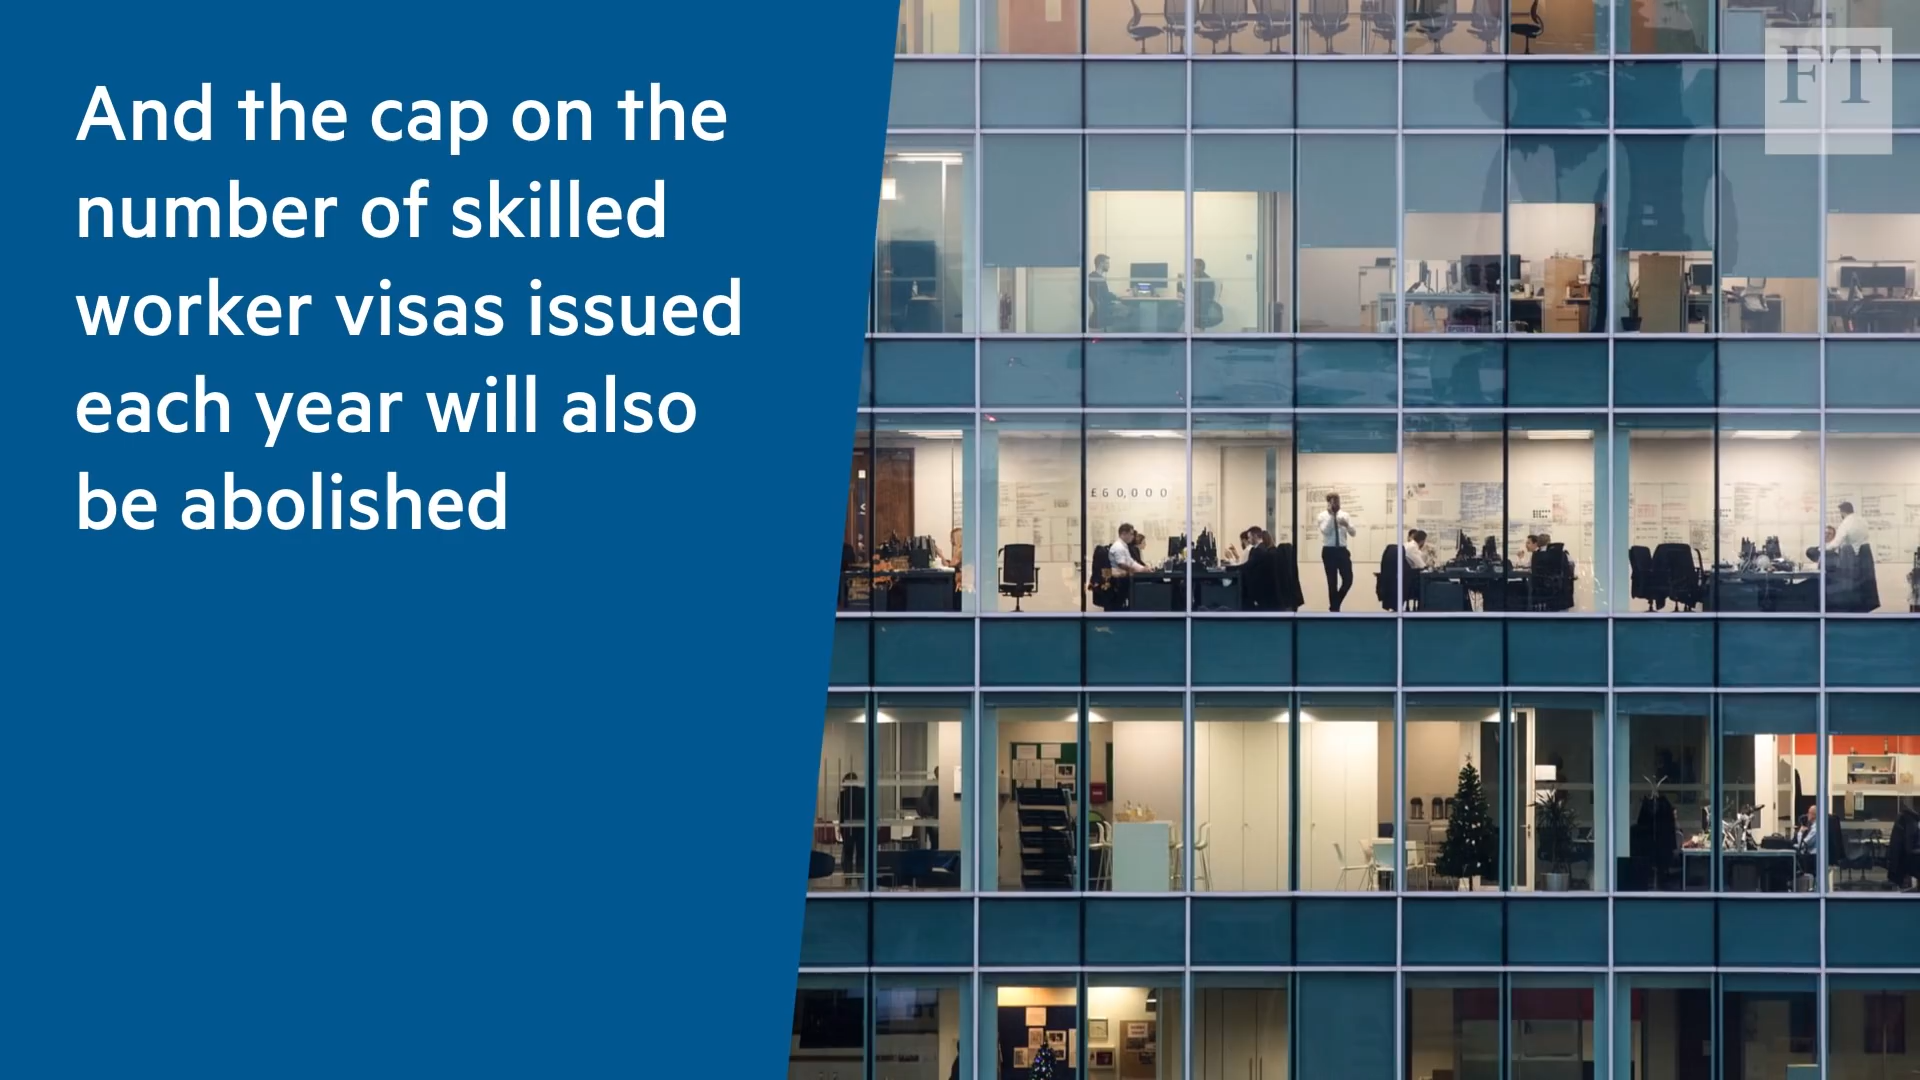 And the cap on the
number of skilled
worker visas issued
each year will also
be abolished
FT
£60,000